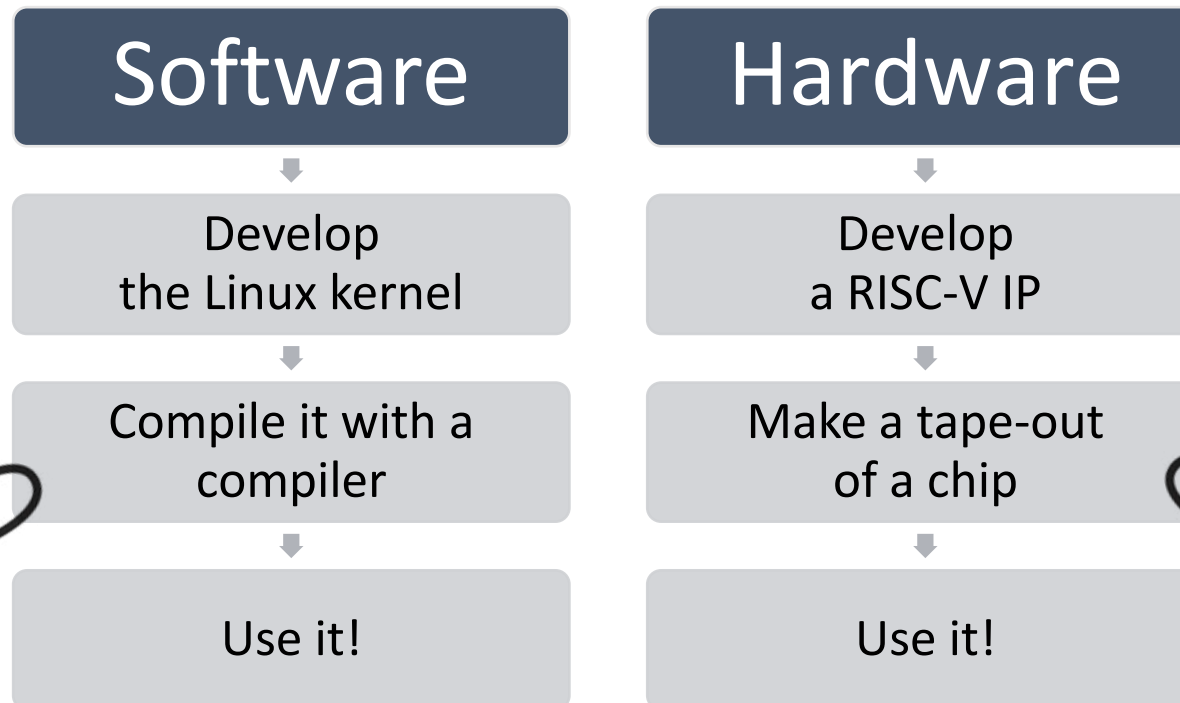 Software
Develop
the Linux kernel
Compile it with a
compiler
Use it!
Hardware
Develop
a RISC-V IP
Make a tape-out
of a chip
Use it!